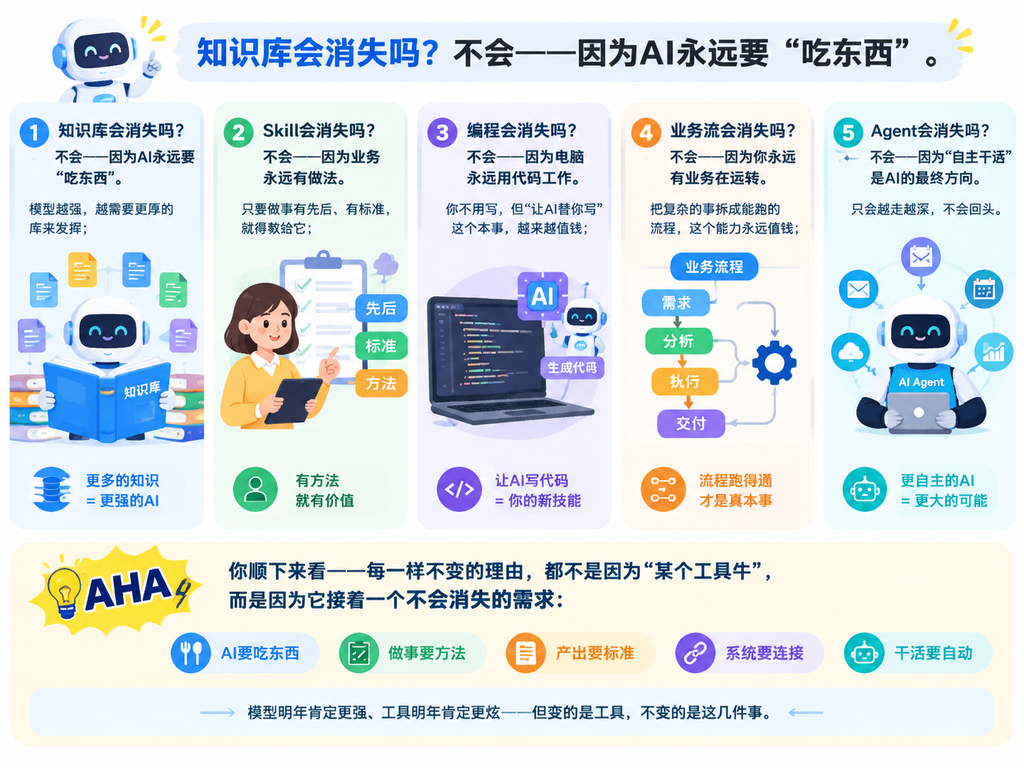 知识库会消失吗？不会——因为AI永远要“吃东西”。
1 知识库会消失吗？
不会——因为AI永远要
“吃东西”。
模型越强，越需要更厚的
库来发挥；
知识库
更多的知识
= 更强的AI
2 Skill会消失吗？
不会——因为业务
永远有做法。
只要做事有先后、有标准，
就得教给它；
先后
标准
方法
有方法
就有价值
3 编程会消失吗？
不会——因为电脑
永远用代码工作。
你不用写，但“让AI替你写”
这个本事，越来越值钱；
AI
生成代码
</>
让AI写代码
= 你的新技能
4 业务流会消失吗？
不会——因为你永远
有业务在运转。
把复杂的事拆成能跑的
流程，这个能力永远值钱；
业务流程
需求
分析
执行
交付
流程跑得通
才是真本事
5 Agent会消失吗？
不会——因为“自主干活”
是AI的最终方向。
只会越走越深，不会回头。
AI Agent
更自主的AI
= 更大的可能
AHA
你顺下来看——每一样不变的理由，都不是因为“某个工具牛”，
而是因为它接着一个不会消失的需求：
AI要吃东西
做事要方法
产出要标准
系统要连接
干活要自动
模型明年肯定更强、工具明年肯定更炫——但变的是工具，不变的是这几件事。